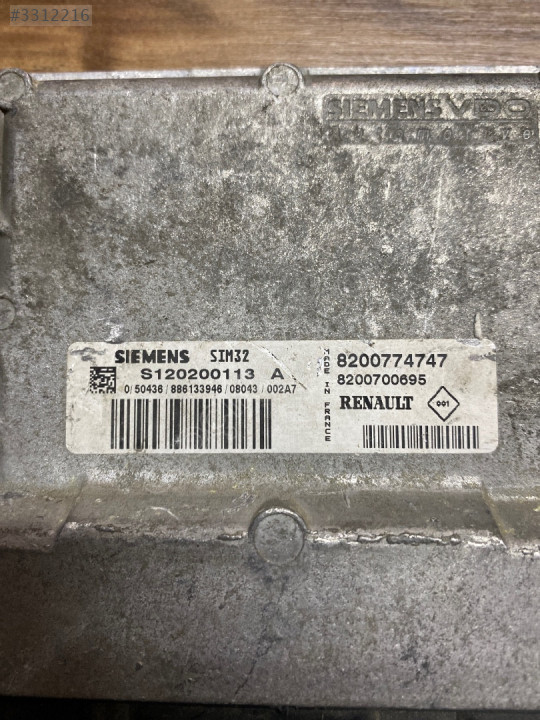 #3312216
SIEMENS VDO
SIEMENS SIM32
S120200113 A
0/50436/886133946/08043/002A7
MADE IN FRANCE
8200774747
8200700695
RENAULT 001